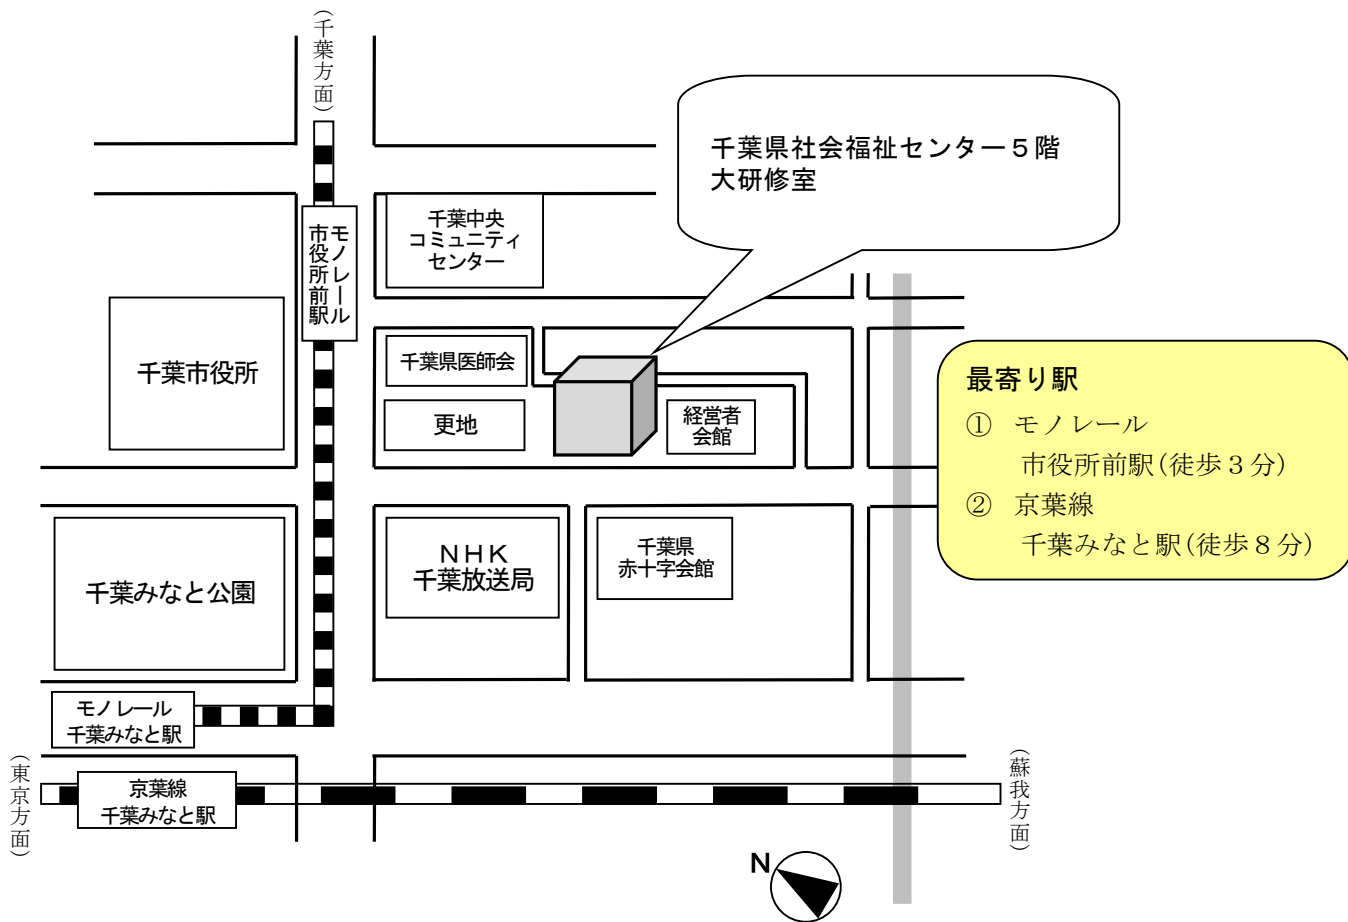 (千葉方面)
千葉県社会福祉センター５階
大研修室
モノレール
市役所前駅
千葉中央
コミュニティ
センター
千葉市役所
千葉県医師会
更地
経営者
会館
最寄り駅
① モノレール
市役所前駅(徒歩３分)
② 京葉線
千葉みなと駅(徒歩８分)
千葉みなと公園
ＮＨＫ
千葉放送局
千葉県
赤十字会館
モノレール
千葉みなと駅
(東京方面)
京葉線
千葉みなと駅
(蘇我方面)
N